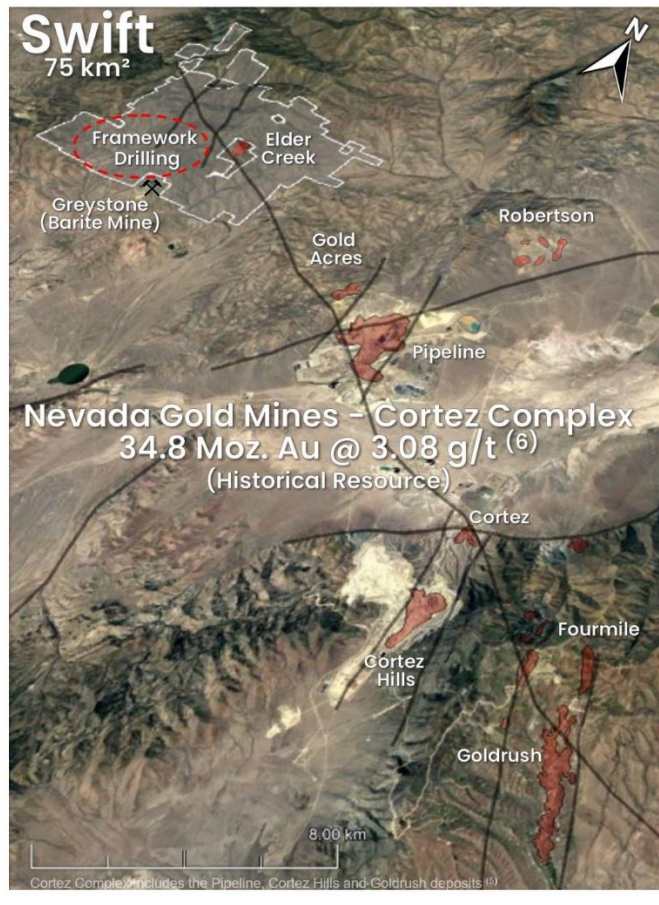 Swift
75 km²
N
Framework
Drilling
Elder
Creek
Greystone
(Barite Mine)
Robertson
Gold
Acres
Pipeline
Nevada Gold Mines - Cortez Complex
34.8 Moz. Au @ 3.08 g/t (6)
(Historical Resource)
Cortez
Fourmile
Cortez
Hills
Goldrush
8.00 km
Cortez Complex includes the Pipeline, Cortez Hills and Goldrush deposits (5)